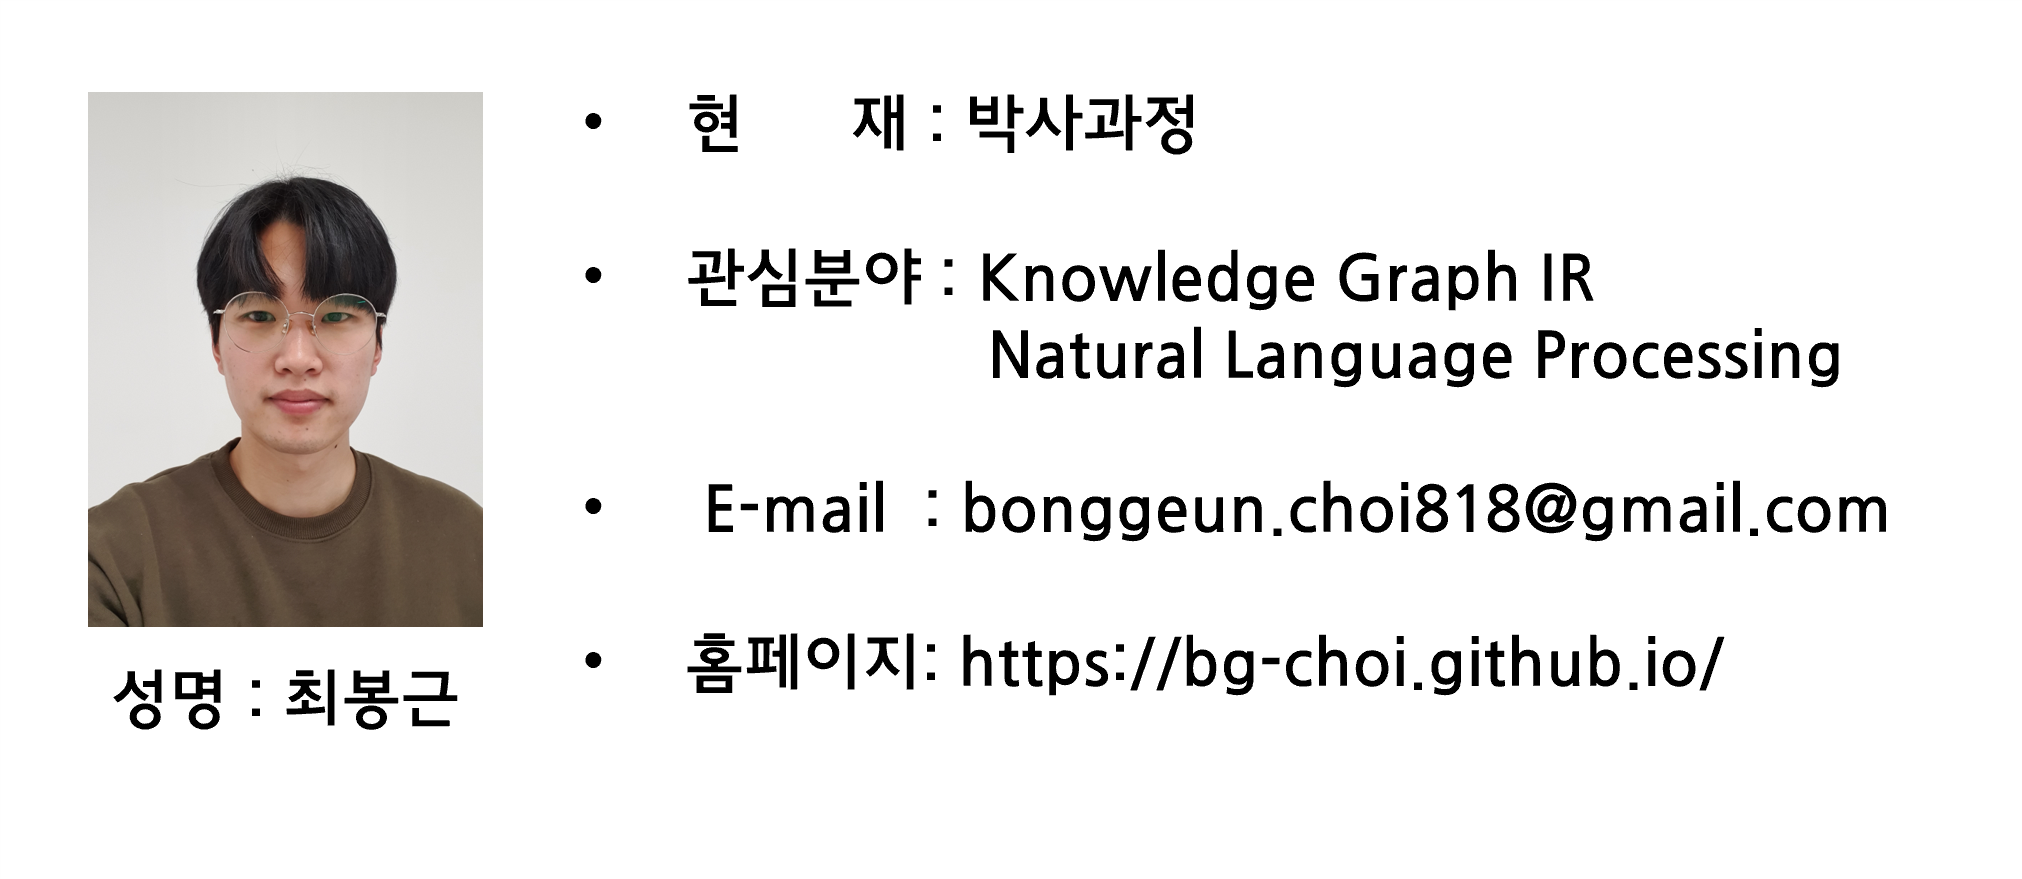 현 재 : 박사과정
관심분야 : Knowledge Graph IR
Natural Language Processing
E-mail : bonggeun.choi818@gmail.com
홈페이지: https://bg-choi.github.io/
성명 : 최봉근